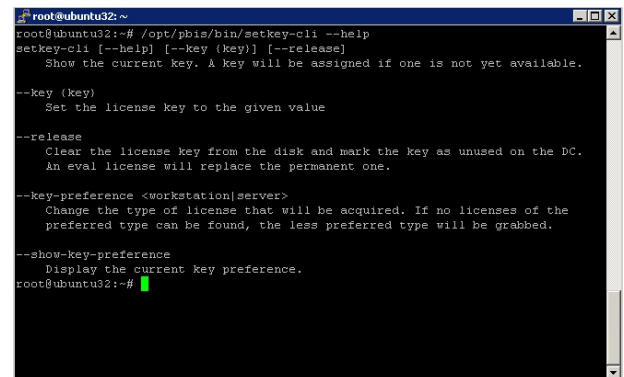 root@ubuntu32: ~
root@ubuntu32:~# /opt/pbis/bin/setkey-cli --help
setkey-cli [--help] [--key {key}] [--release]
    Show the current key. A key will be assigned if one is not yet available.
--key {key}
    Set the license key to the given value
--release
    Clear the license key from the disk and mark the key as unused on the DC.
    An eval license will replace the permanent one.
--key-preference <workstation|server>
    Change the type of license that will be acquired. If no licenses of the
    preferred type can be found, the less preferred type will be grabbed.
--show-key-preference
    Display the current key preference.
root@ubuntu32:~#